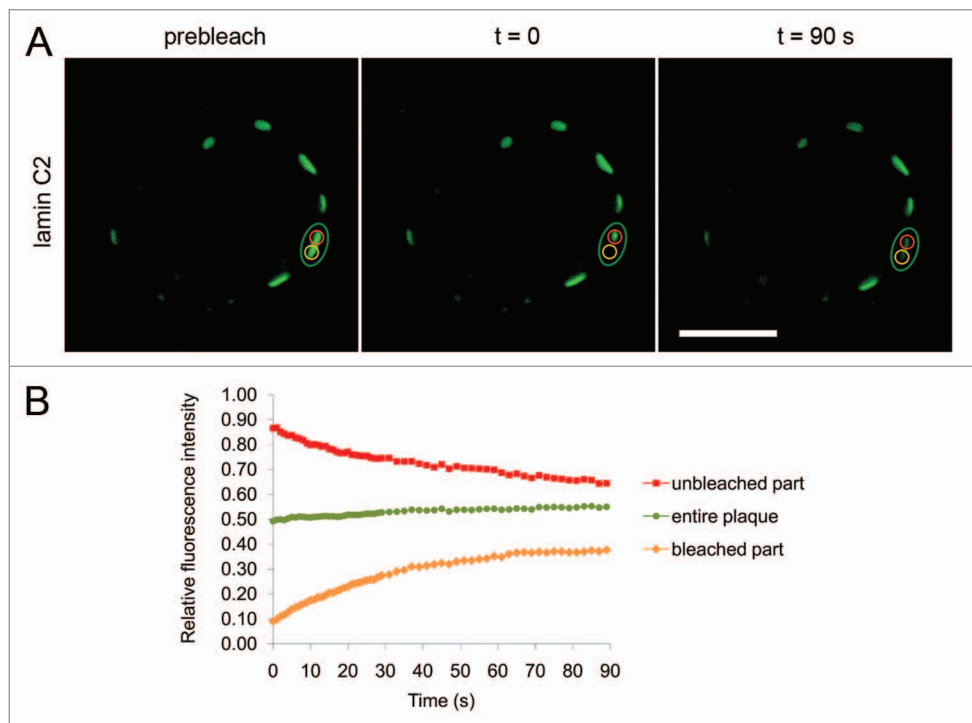 A
prebleach
t = 0
t = 90 s
lamin C2
B
Relative fluorescence intensity
1.00
0.90
0.80
0.70
0.60
0.50
0.40
0.30
0.20
0.10
0.00
0 10 20 30 40 50 60 70 80 90
Time (s)
unbleached part
entire plaque
bleached part